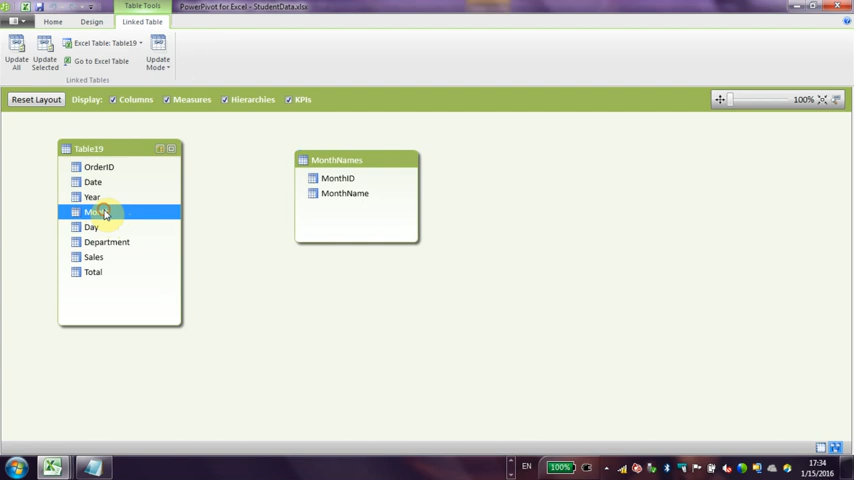 Table Tools
PowerPivot for Excel - StudentData.xlsx
Home
Design
Linked Table
Update All
Update Selected
Excel Table: Table19
Go to Excel Table
Update Mode
Linked Tables
Reset Layout
Display:
Columns
Measures
Hierarchies
KPIs
100%
Table19
OrderID
Date
Year
Day
Department
Sales
Total
MonthNames
MonthID
MonthName
EN
100%
17:34
1/15/2016